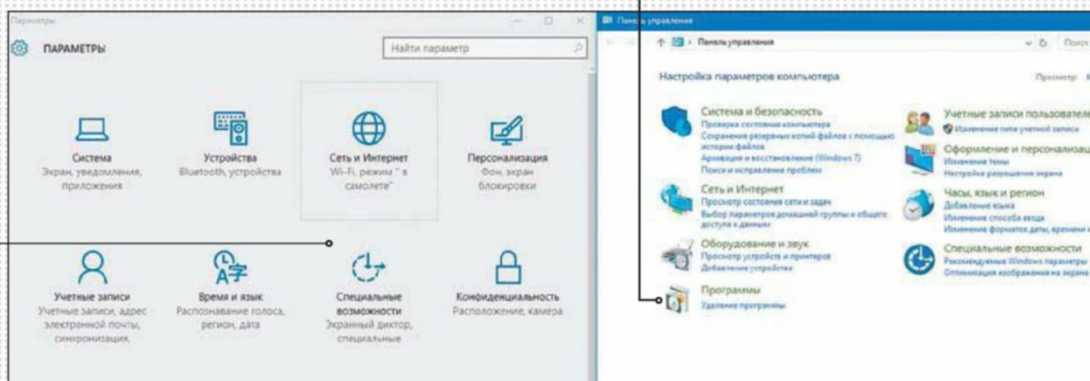 Параметры
ПАРАМЕТРЫ
Найти параметр
Система
Экран, уведомления,
приложения
Устройства
Bluetooth, устройства
Сеть и Интернет
Wi-Fi, режим " в
самолете"
Персонализация
Фон, экран
блокировки
Учетные записи
Учетные записи, адрес
электронной почты,
синхронизация,
Время и язык
Распознавание голоса,
регион, дата
Специальные
возможности
Экранный диктор,
специальные
Конфиденциальность
Расположение, камера
Панель управления
Панель управления
Поиск
Настройка параметров компьютера
Просмотр:
Система и безопасность
Проверка состояния компьютера
Сохранение резервных копий файлов с помощью
истории файлов
Архивация и восстановление (Windows 7)
Поиск и исправление проблем
Сеть и Интернет
Просмотр состояния сети и задач
Выбор параметров домашней группы и общего
доступа к данным
Оборудование и звук
Просмотр устройств и принтеров
Добавление устройства
Программы
Удаление программы
Учетные записи пользовател
Изменение типа учетной записи
Оформление и персонализац
Изменение темы
Настройка разрешения экрана
Часы, язык и регион
Добавление языка
Изменение способа ввода
Изменение форматов даты, времени и
Специальные возможности
Рекомендуемые Windows параметры
Оптимизация изображения на экране